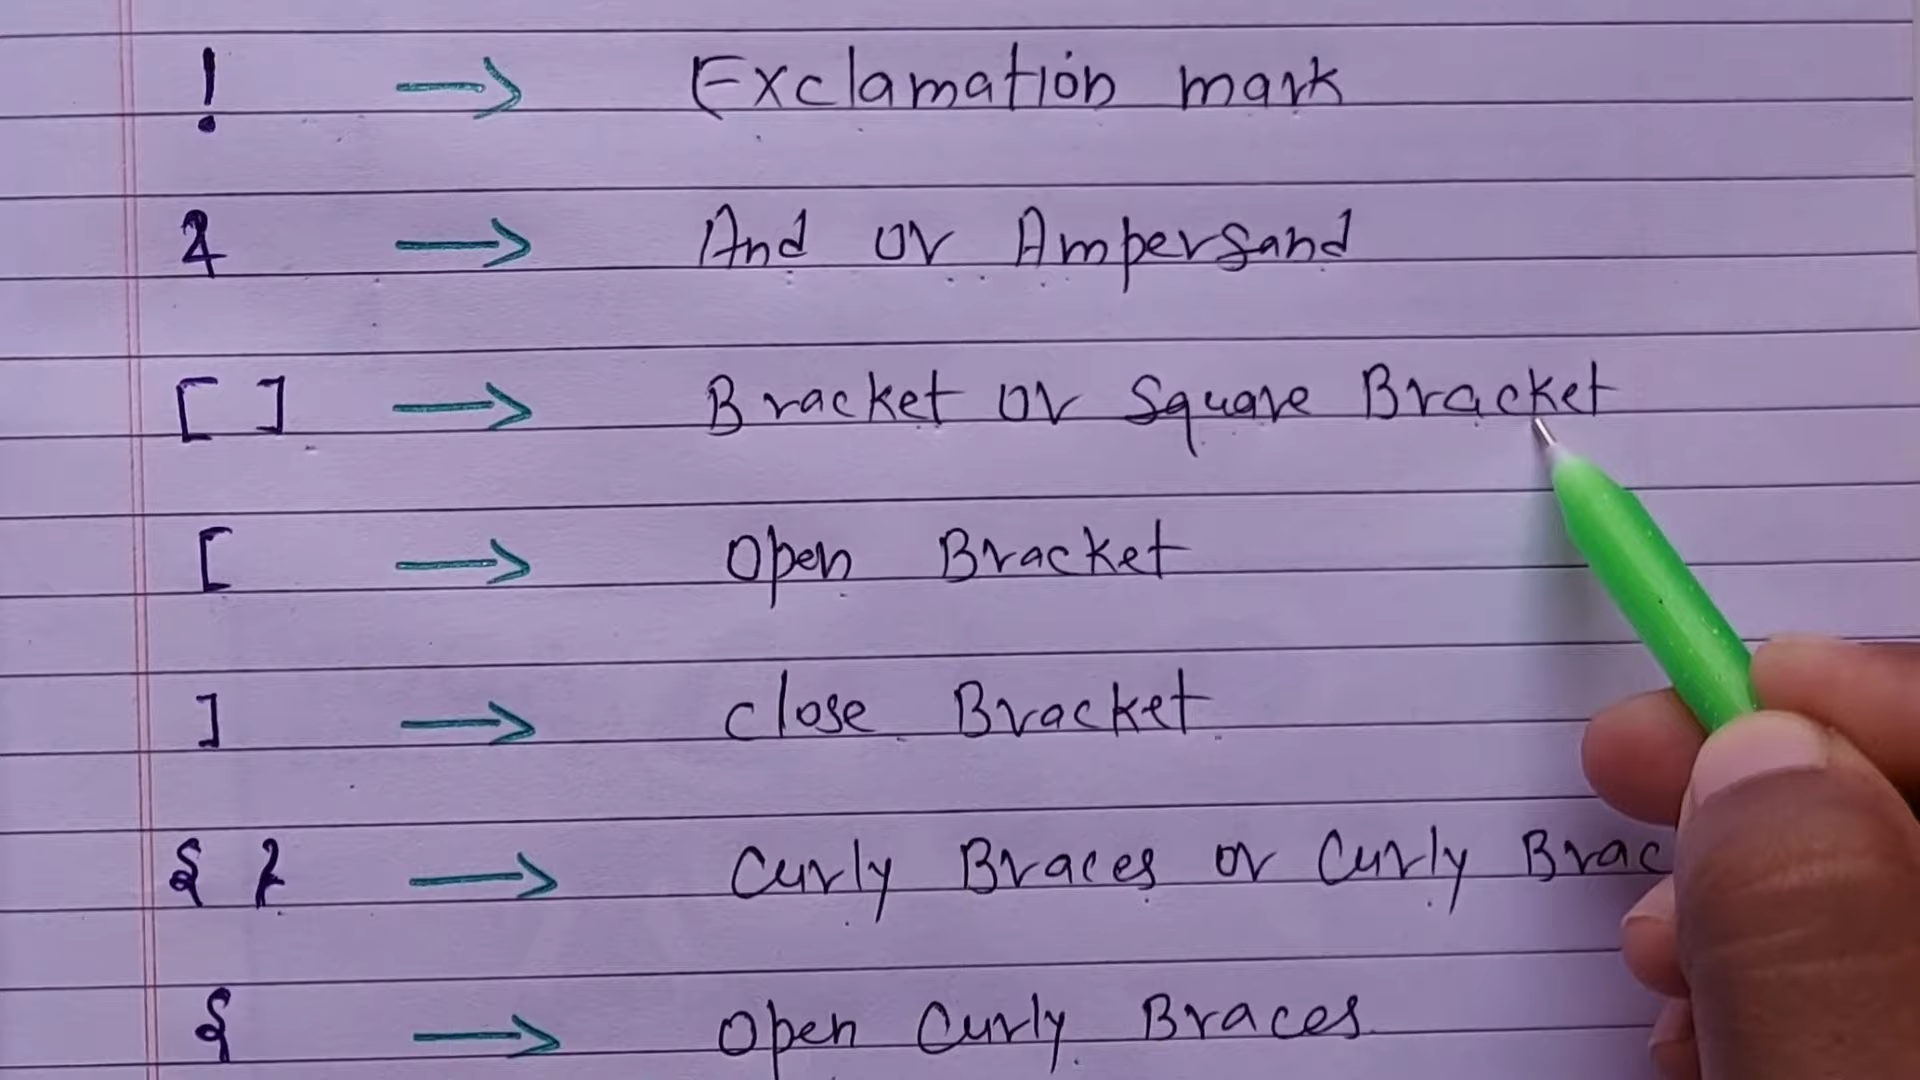 ! → Exclamation mark
& → And or Ampersand
[ ] → Bracket or Square Bracket
[ → Open Bracket
] → close Bracket
{ } → Curly Braces or Curly Brac
{ → Open Curly Braces